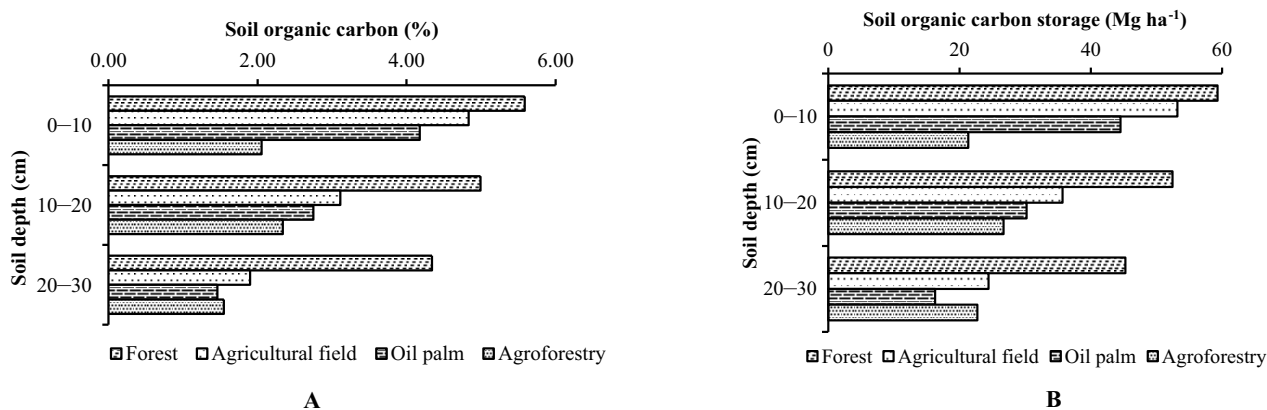 Soil organic carbon (%)
0.00 2.00 4.00 6.00
Soil depth (cm)
0–10
10–20
20–30
Forest Agricultural field Oil palm Agroforestry
A
Soil organic carbon storage (Mg ha⁻¹)
0 20 40 60
Soil depth (cm)
0–10
10–20
20–30
Forest Agricultural field Oil palm Agroforestry
B